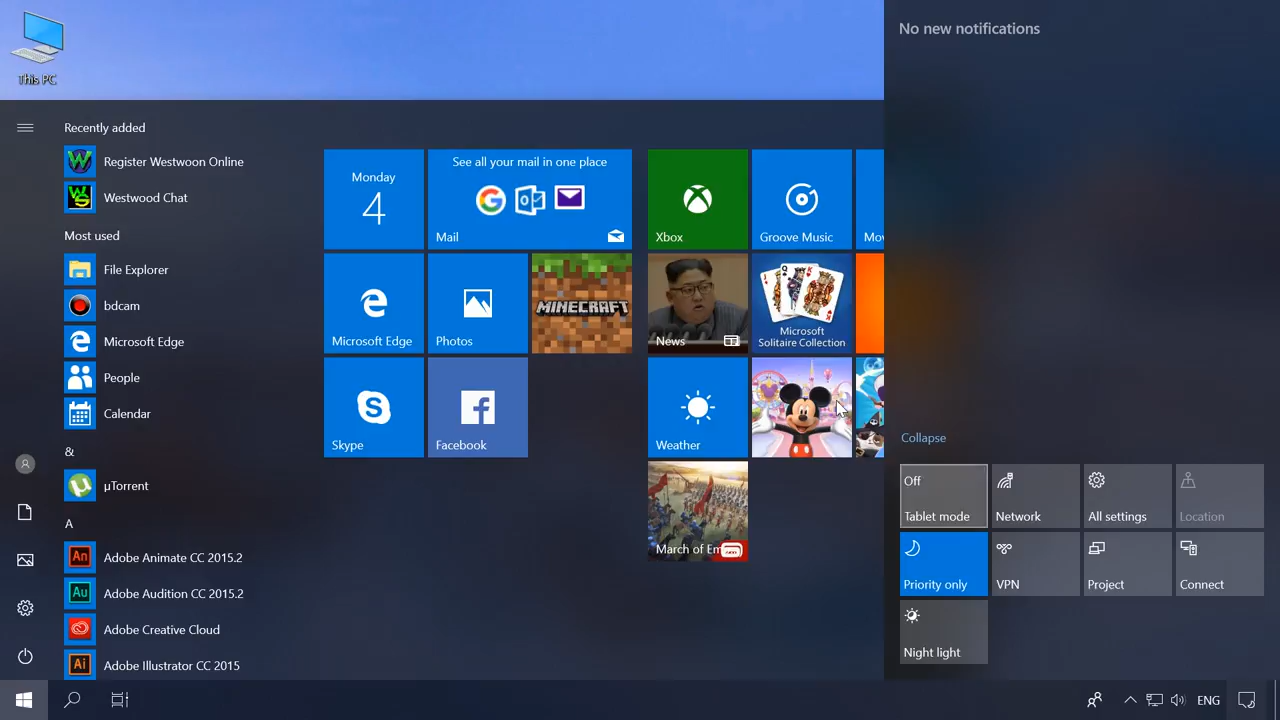 This PC
Recently added
Register Westwoon Online
Westwood Chat
Most used
File Explorer
bdcam
Microsoft Edge
People
Calendar
&
µTorrent
A
Adobe Animate CC 2015.2
Adobe Audition CC 2015.2
Adobe Creative Cloud
Adobe Illustrator CC 2015
Monday
4
See all your mail in one place
Mail
Microsoft Edge
Photos
MINECRAFT
Skype
Facebook
Xbox
Groove Music
Mov
News
Microsoft
Solitaire Collection
Weather
March of Em
No new notifications
Collapse
Off
Tablet mode
Network
All settings
Location
Priority only
VPN
Project
Connect
Night light
ENG